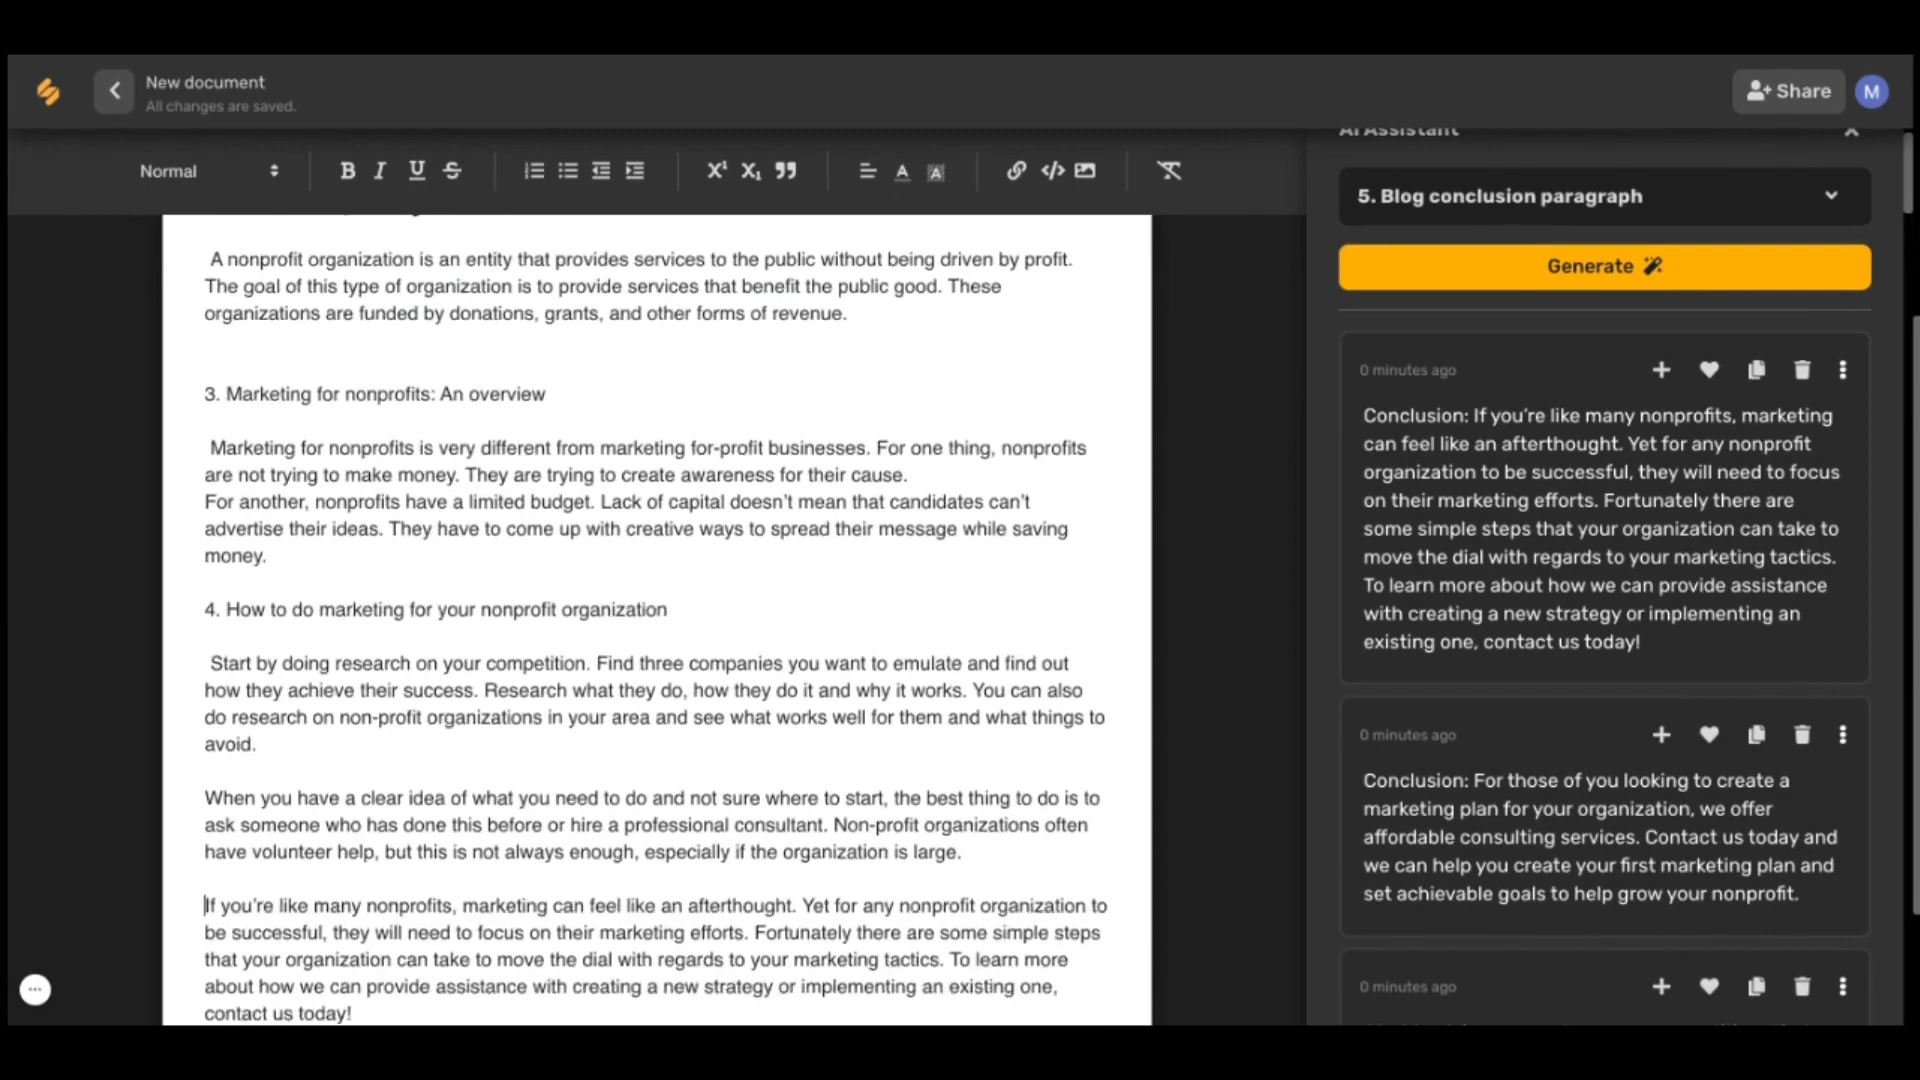 New document
All changes are saved.
Share
M
Normal
AI Assistant
5. Blog conclusion paragraph
Generate
A nonprofit organization is an entity that provides services to the public without being driven by profit.
The goal of this type of organization is to provide services that benefit the public good. These
organizations are funded by donations, grants, and other forms of revenue.
3. Marketing for nonprofits: An overview
Marketing for nonprofits is very different from marketing for-profit businesses. For one thing, nonprofits
are not trying to make money. They are trying to create awareness for their cause.
For another, nonprofits have a limited budget. Lack of capital doesn't mean that candidates can't
advertise their ideas. They have to come up with creative ways to spread their message while saving
money.
4. How to do marketing for your nonprofit organization
Start by doing research on your competition. Find three companies you want to emulate and find out
how they achieve their success. Research what they do, how they do it and why it works. You can also
do research on non-profit organizations in your area and see what works well for them and what things to
avoid.
When you have a clear idea of what you need to do and not sure where to start, the best thing to do is to
ask someone who has done this before or hire a professional consultant. Non-profit organizations often
have volunteer help, but this is not always enough, especially if the organization is large.
If you're like many nonprofits, marketing can feel like an afterthought. Yet for any nonprofit organization to
be successful, they will need to focus on their marketing efforts. Fortunately there are some simple steps
that your organization can take to move the dial with regards to your marketing tactics. To learn more
about how we can provide assistance with creating a new strategy or implementing an existing one,
contact us today!
0 minutes ago
Conclusion: If you're like many nonprofits, marketing
can feel like an afterthought. Yet for any nonprofit
organization to be successful, they will need to focus
on their marketing efforts. Fortunately there are
some simple steps that your organization can take to
move the dial with regards to your marketing tactics.
To learn more about how we can provide assistance
with creating a new strategy or implementing an
existing one, contact us today!
0 minutes ago
Conclusion: For those of you looking to create a
marketing plan for your organization, we offer
affordable consulting services. Contact us today and
we can help you create your first marketing plan and
set achievable goals to help grow your nonprofit.
0 minutes ago